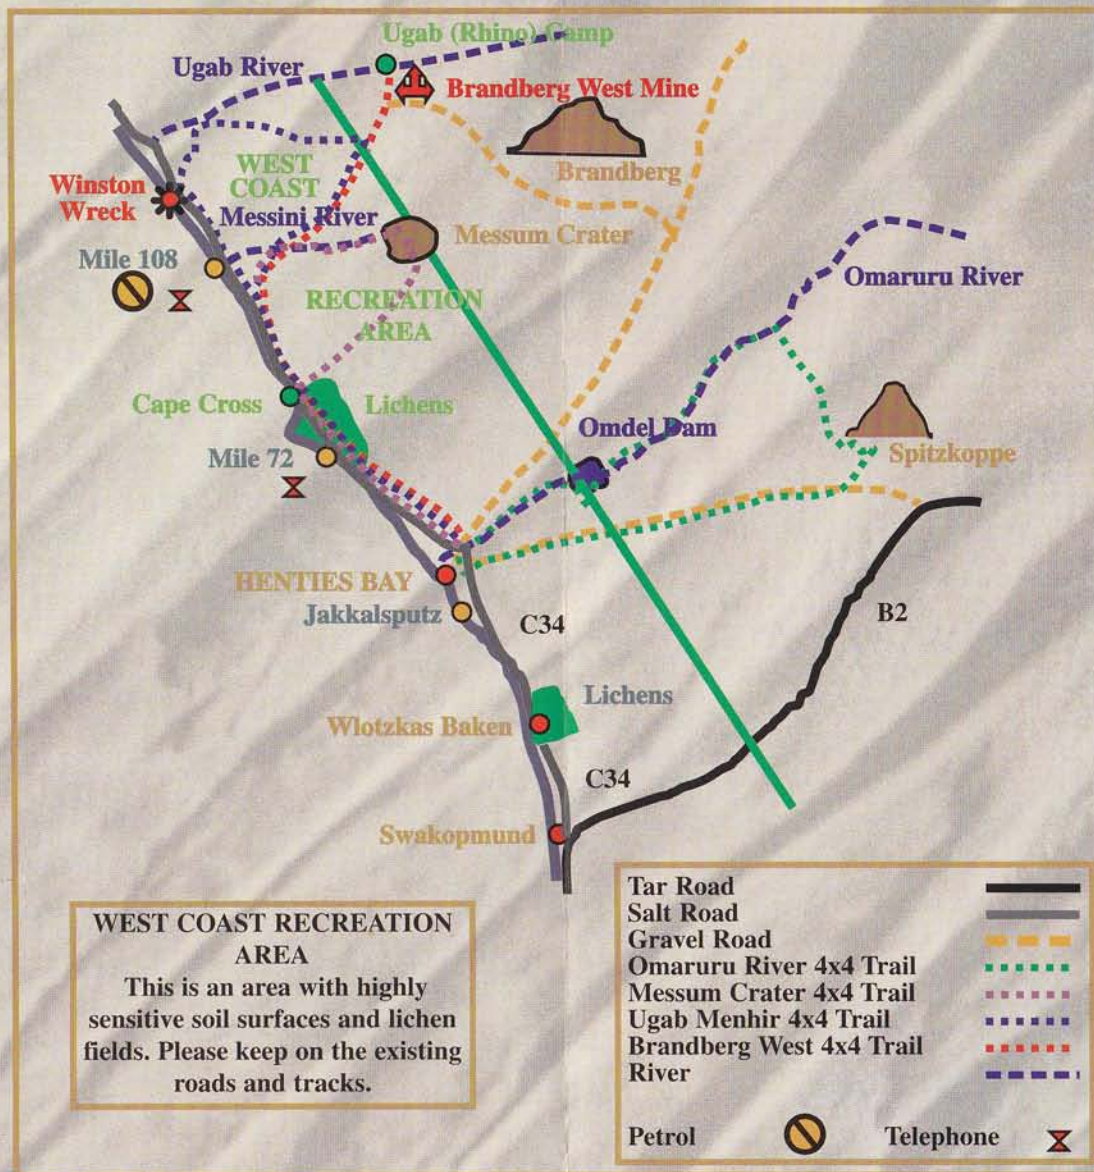 Ugab (Rhino) Camp
Ugab River
Brandberg West Mine
Brandberg
WEST
COAST
Winston
Wreck
Messini River
Messum Crater
Mile 108
Omaruru River
RECREATION
AREA
Cape Cross
Lichens
Omdel Dam
Mile 72
Spitzkoppe
HENTIES BAY
Jakkalsputz
C34
B2
Lichens
Wlotzkas Baken
C34
Swakopmund
WEST COAST RECREATION
AREA
This is an area with highly
sensitive soil surfaces and lichen
fields. Please keep on the existing
roads and tracks.
Tar Road
Salt Road
Gravel Road
Omaruru River 4x4 Trail
Messum Crater 4x4 Trail
Ugab Menhir 4x4 Trail
Brandberg West 4x4 Trail
River
Petrol
Telephone